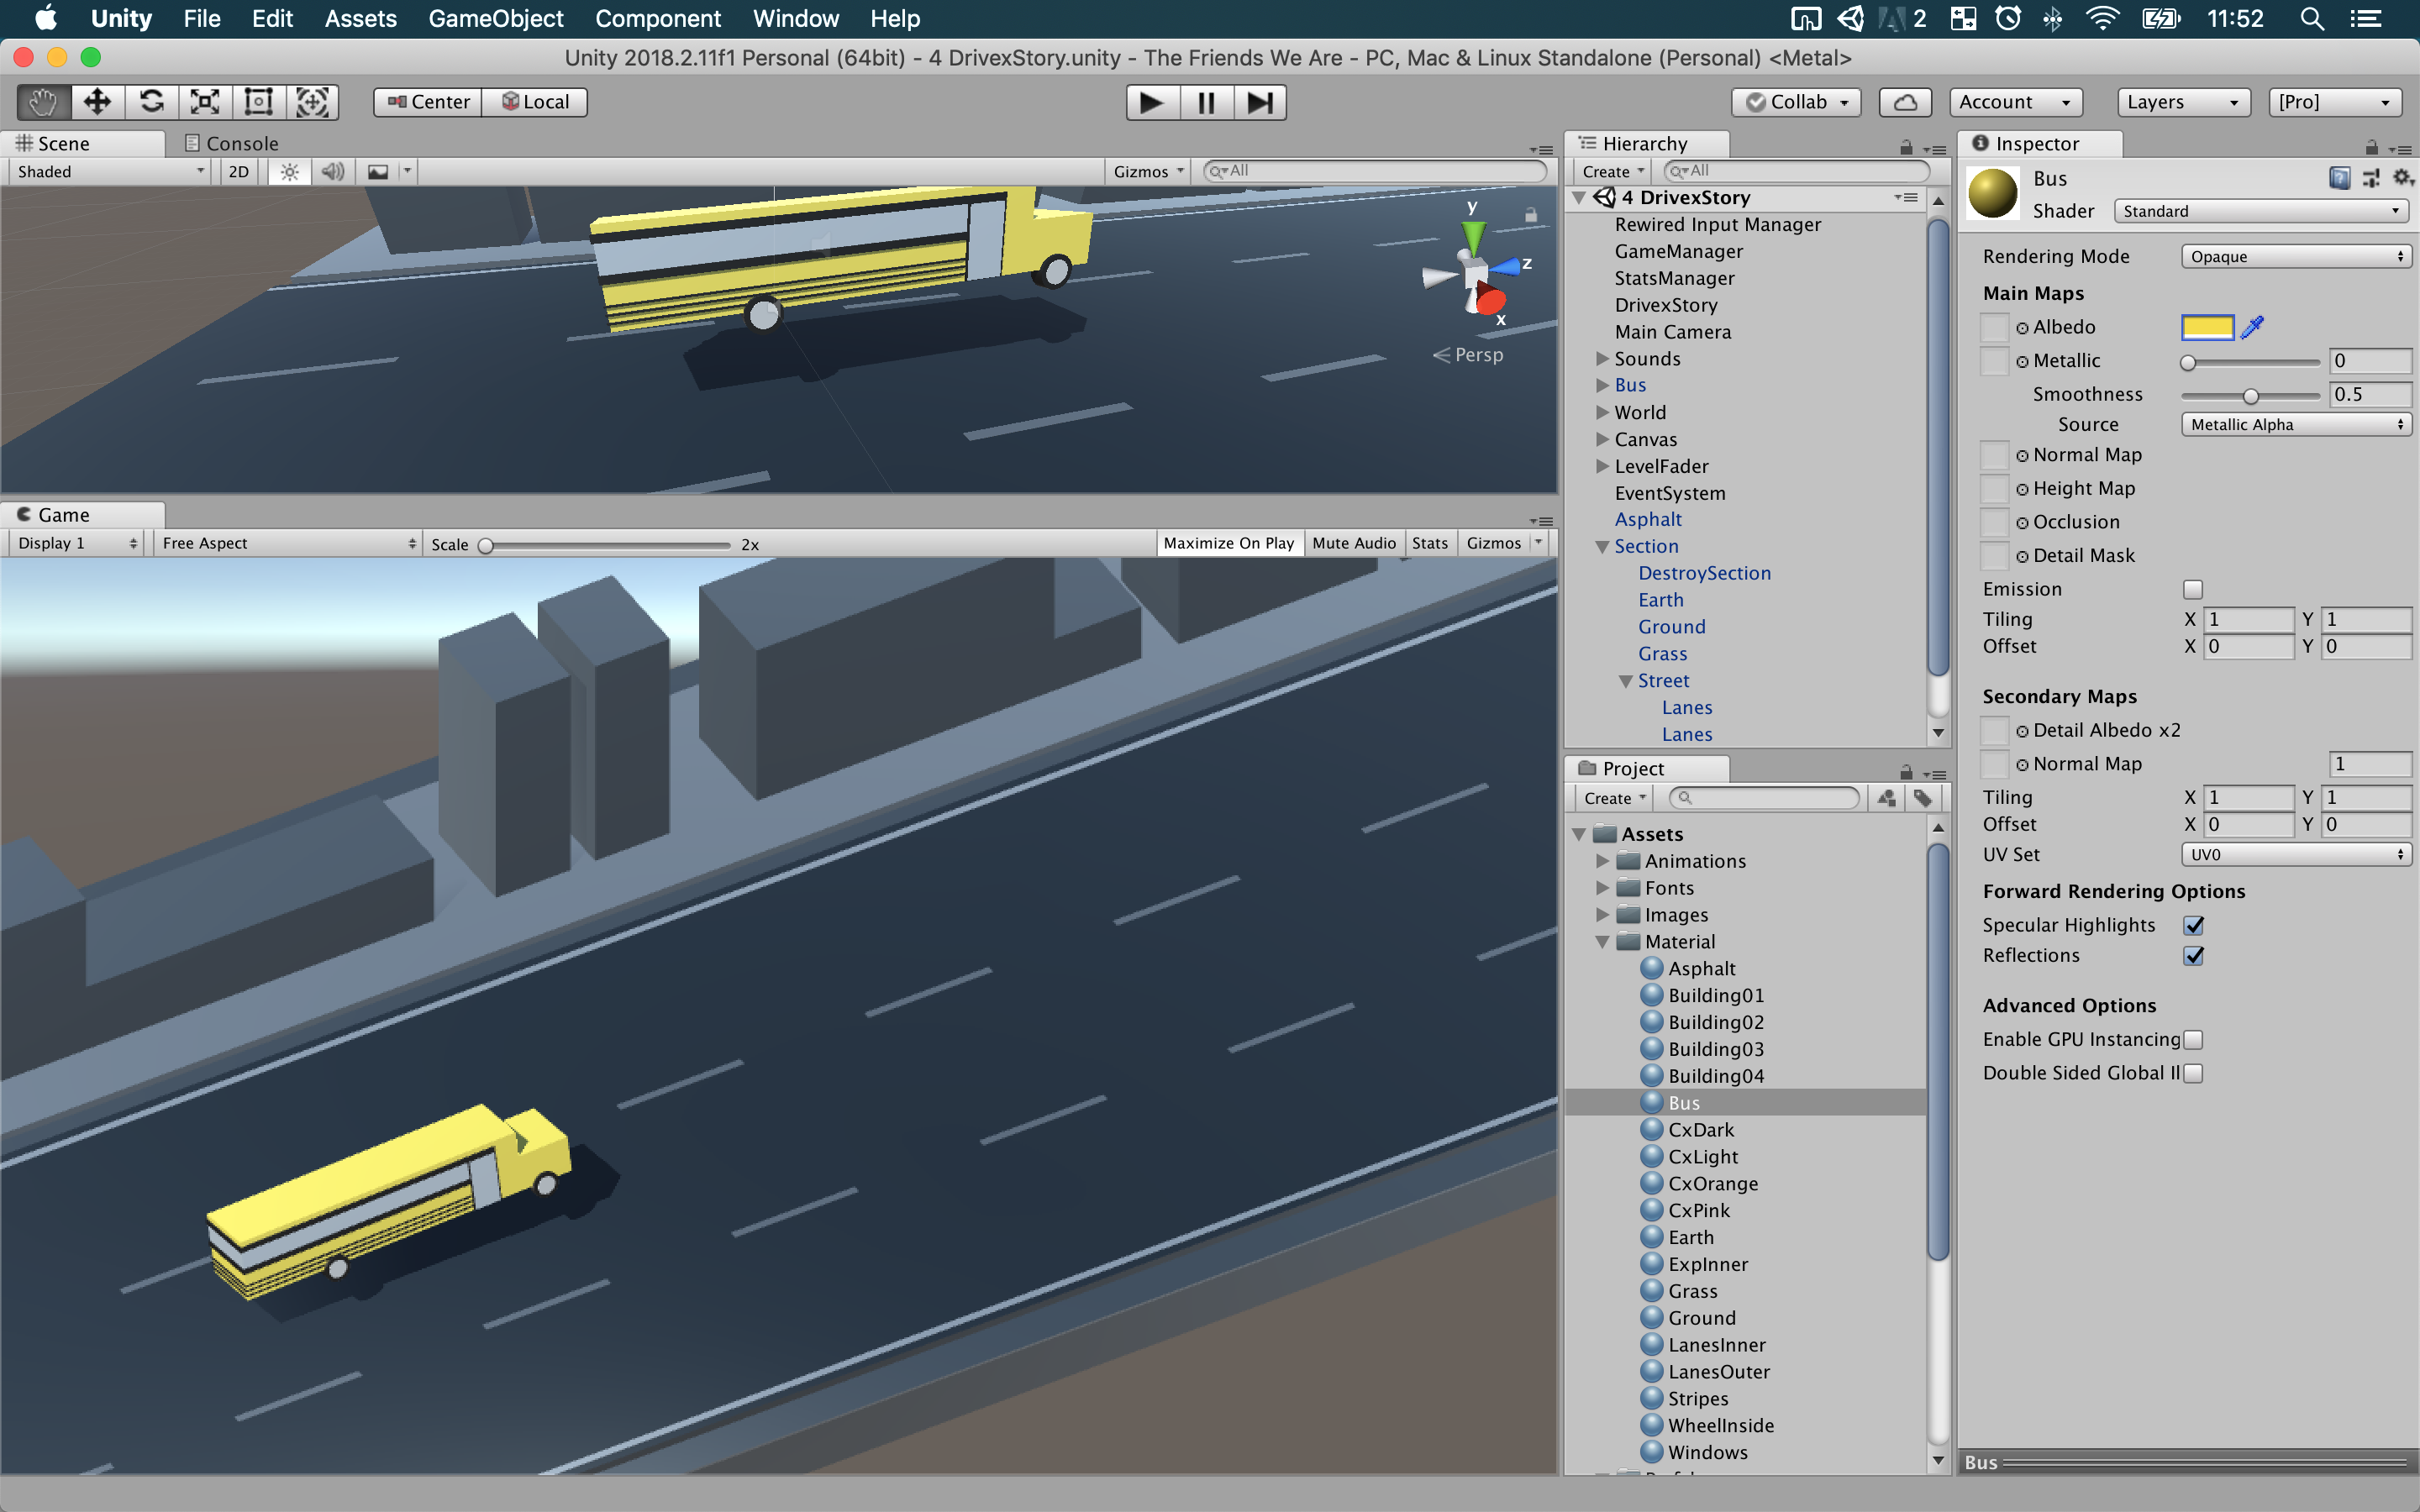 Unity File Edit Assets GameObject Component Window Help 2 11:52
Unity 2018.2.11f1 Personal (64bit) - 4 DrivexStory.unity - The Friends We Are - PC, Mac & Linux Standalone (Personal) <Metal>
Center Local Collab Account Layers [Pro]
Scene Console
Shaded 2D Gizmos All
y
z
x
Persp
Game
Display 1 Free Aspect Scale 2x Maximize On Play Mute Audio Stats Gizmos
Hierarchy
Create All
4 DrivexStory
Rewired Input Manager
GameManager
StatsManager
DrivexStory
Main Camera
Sounds
Bus
World
Canvas
LevelFader
EventSystem
Asphalt
Section
DestroySection
Earth
Ground
Grass
Street
Lanes
Lanes
Project
Create
Assets
Animations
Fonts
Images
Material
Asphalt
Building01
Building02
Building03
Building04
Bus
CxDark
CxLight
CxOrange
CxPink
Earth
ExpInner
Grass
Ground
LanesInner
LanesOuter
Stripes
WheelInside
Windows
Inspector
Bus
Shader Standard
Rendering Mode Opaque
Main Maps
Albedo
Metallic 0
Smoothness 0.5
Source Metallic Alpha
Normal Map
Height Map
Occlusion
Detail Mask
Emission
Tiling X 1 Y 1
Offset X 0 Y 0
Secondary Maps
Detail Albedo x2
Normal Map 1
Tiling X 1 Y 1
Offset X 0 Y 0
UV Set UV0
Forward Rendering Options
Specular Highlights
Reflections
Advanced Options
Enable GPU Instancing
Double Sided Global Il
Bus